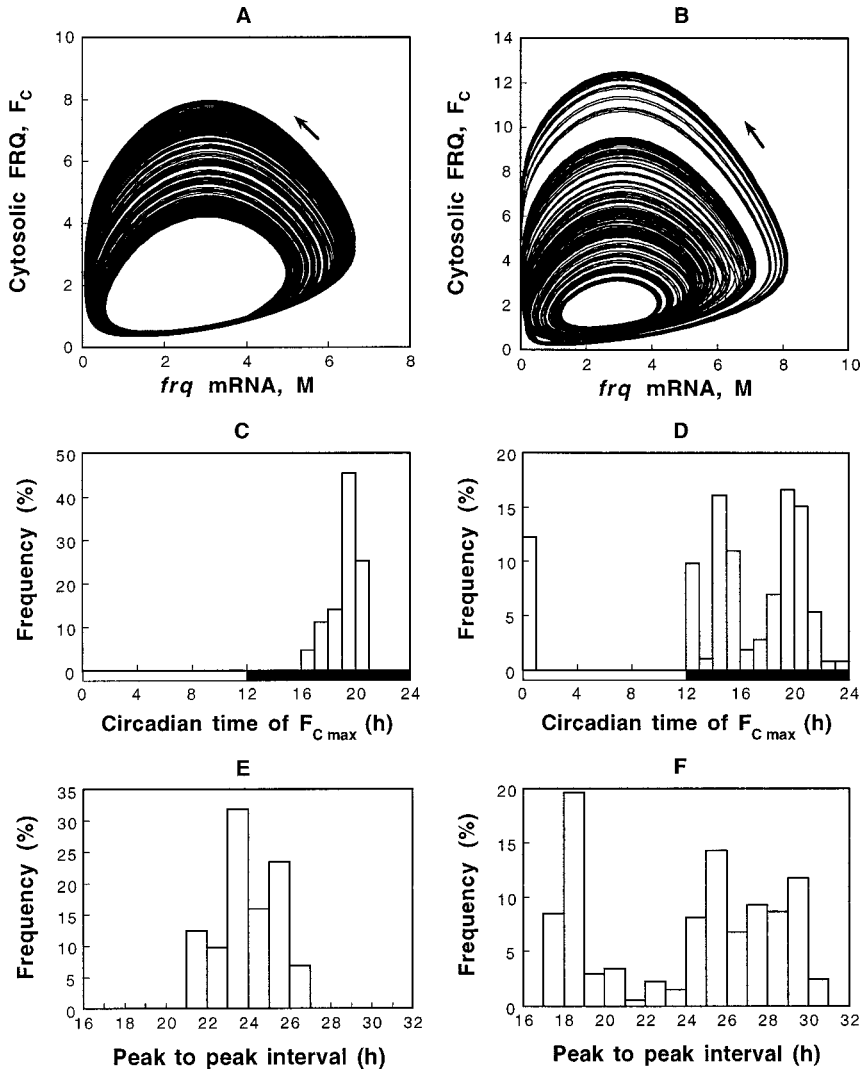 A
10
8
6
4
2
0
Cytosolic FRQ, F_C
0 2 4 6 8
frq mRNA, M
B
14
12
10
8
6
4
2
0
Cytosolic FRQ, F_C
0 2 4 6 8 10
frq mRNA, M
C
50
40
30
20
10
0
Frequency (%)
0 4 8 12 16 20 24
Circadian time of F_C max (h)
D
20
15
10
5
0
Frequency (%)
0 4 8 12 16 20 24
Circadian time of F_C max (h)
E
35
30
25
20
15
10
5
0
Frequency (%)
16 18 20 22 24 26 28 30 32
Peak to peak interval (h)
F
20
15
10
5
0
Frequency (%)
16 18 20 22 24 26 28 30 32
Peak to peak interval (h)